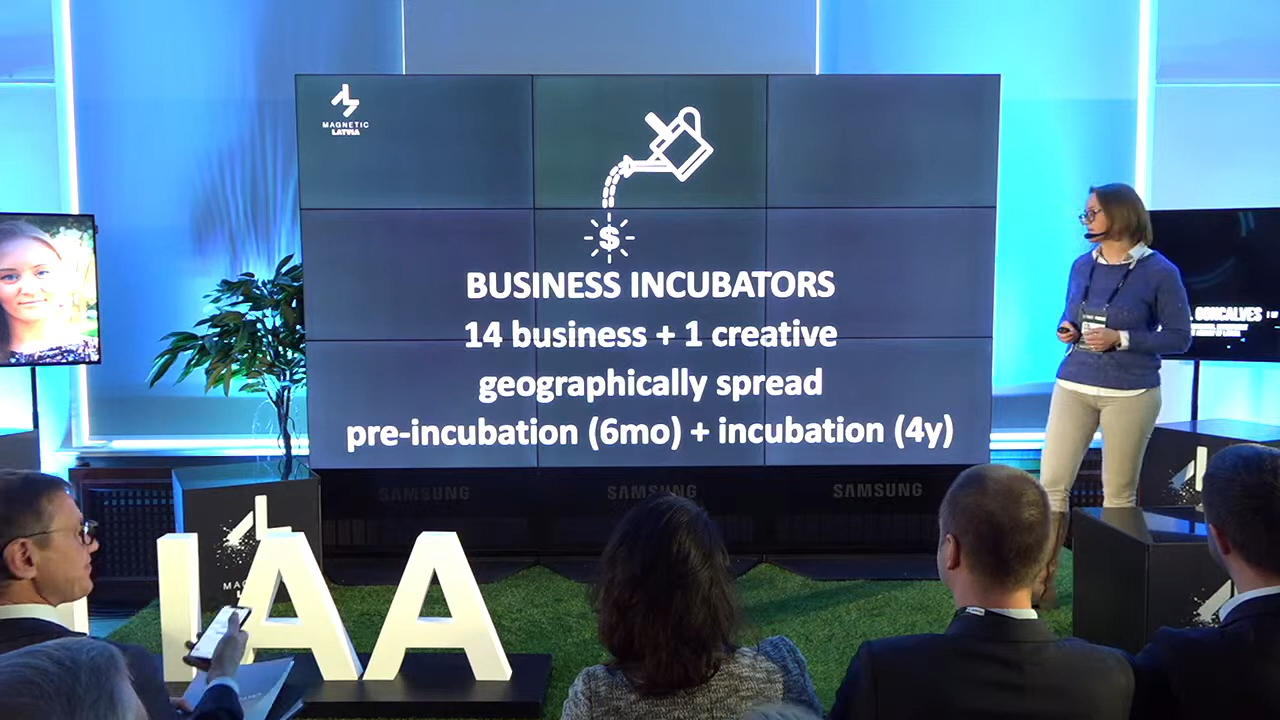 MAGNETIC
LATVIA
$
BUSINESS INCUBATORS
14 business + 1 creative
geographically spread
pre-incubation (6mo) + incubation (4y)
SAMSUNG
SAMSUNG
SAMSUNG
GONCALVES
IAA